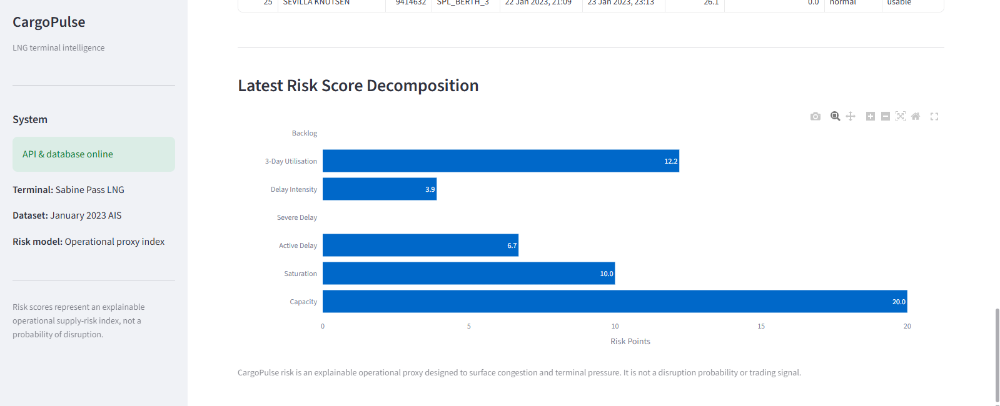 CargoPulse
LNG terminal intelligence
System
API & database online
Terminal: Sabine Pass LNG
Dataset: January 2023 AIS
Risk model: Operational proxy index
Risk scores represent an explainable
operational supply-risk index, not a
probability of disruption.
25 SEVILLA KNUTSEN 9414632 SPL_BERTH_3 22 Jan 2023, 21:09 23 Jan 2023, 23:13 26.1 0.0 normal usable
Latest Risk Score Decomposition
Backlog
3-Day Utilisation 12.2
Delay Intensity 3.9
Severe Delay
Active Delay 6.7
Saturation 10.0
Capacity 20.0
0 5 10 15 20
Risk Points
CargoPulse risk is an explainable operational proxy designed to surface congestion and terminal pressure. It is not a disruption probability or trading signal.